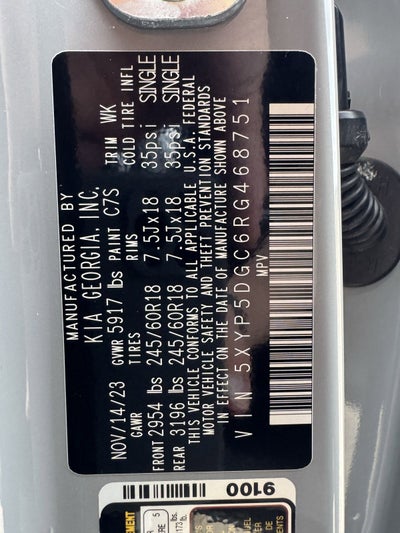 MANUFACTURED BY
KIA GEORGIA, INC.
NOV/14/23 GVWR 5917 lbs PAINT C7S TRIM WK
GAWR TIRES RIMS COLD TIRE INFL
FRONT 2954 lbs 245/60R18 7.5Jx18 35psi SINGLE
REAR 3196 lbs 245/60R18 7.5Jx18 35psi SINGLE
THIS VEHICLE CONFORMS TO ALL APPLICABLE U.S.A. FEDERAL
MOTOR VEHICLE SAFETY AND THEFT PREVENTION STANDARDS
IN EFFECT ON THE DATE OF MANUFACTURE
VIN 5XYP5DGC6RG468751
MPV
9100